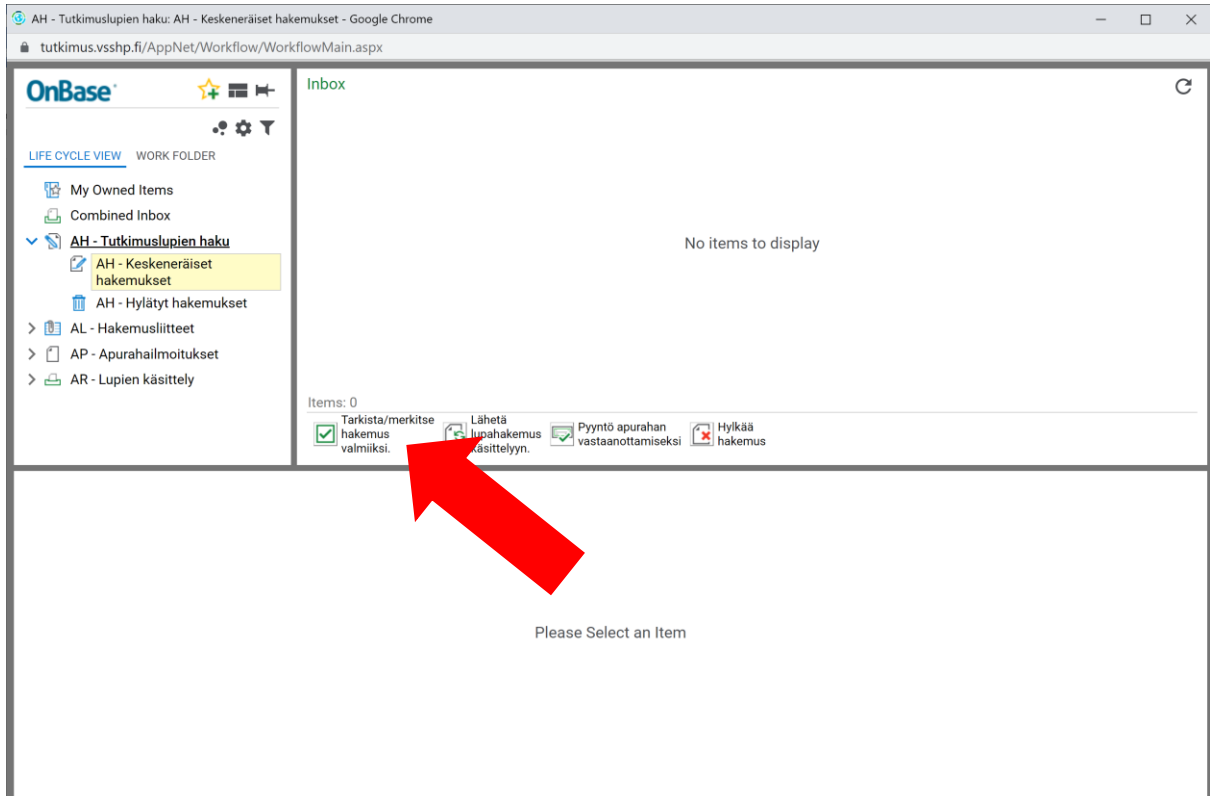 AH - Tutkimuslupien haku: AH - Keskeneräiset hakemukset - Google Chrome
tutkimus.vsshp.fi/AppNet/Workflow/WorkflowMain.aspx
OnBase
LIFE CYCLE VIEW WORK FOLDER
My Owned Items
Combined Inbox
AH - Tutkimuslupien haku
AH - Keskeneräiset
hakemukset
AH - Hylätyt hakemukset
AL - Hakemusliitteet
AP - Apurahailmoitukset
AR - Lupien käsittely
Inbox
No items to display
Items: 0
Tarkista/merkitse
hakemus
valmiiksi.
Lähetä
lupahakemus
käsittelyyn.
Pyyntö apurahan
vastaanottamiseksi
Hylkää
hakemus
Please Select an Item